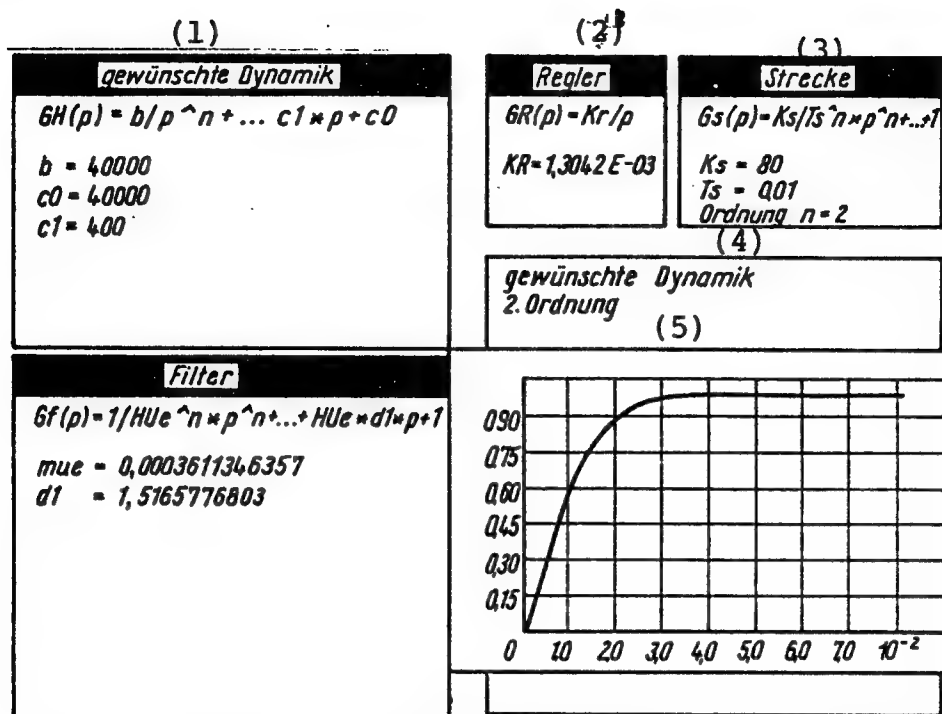 (1)
gewünschte Dynamik
GH(p) = b/p^n + ... c1*p + c0
b = 40000
c0 = 40000
c1 = 400
(2)
Regler
GR(p) = Kr/p
KR = 1,3042 E-03
(3)
Strecke
Gs(p) = Ks/Ts^n*p^n+...+1
Ks = 80
Ts = 0,01
Ordnung n = 2
(4)
gewünschte Dynamik
2. Ordnung
(5)
Filter
Gf(p) = 1/HUe^n*p^n+...+HUe*d1*p+1
mue = 0,0003611346357
d1 = 1,5165776803
0,90
0,75
0,60
0,45
0,30
0,15
0 1,0 2,0 3,0 4,0 5,0 6,0 7,0 10^-2